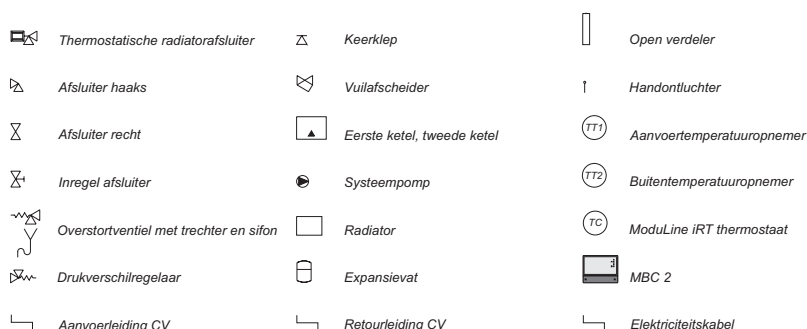 Thermostatische radiatorafsluiter
Keerklep
Open verdeler
Afsluiter haaks
Vuilafscheider
Handontluchter
Afsluiter recht
Eerste ketel, tweede ketel
TT1
Aanvoertemperatuuropnemer
Inregel afsluiter
Systeempomp
TT2
Buitentemperatuuropnemer
Overstortventiel met trechter en sifon
Radiator
TC
ModuLine iRT thermostaat
Drukverschilregelaar
Expansievat
MBC 2
Aanvoerleiding CV
Retourleiding CV
Elektriciteitskabel